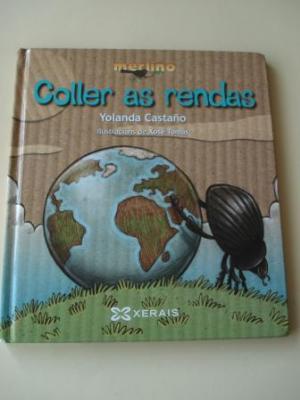 merlino
Coller as rendas
Yolanda Castaño
Ilustracións de Xosé Tomás
XERAIS